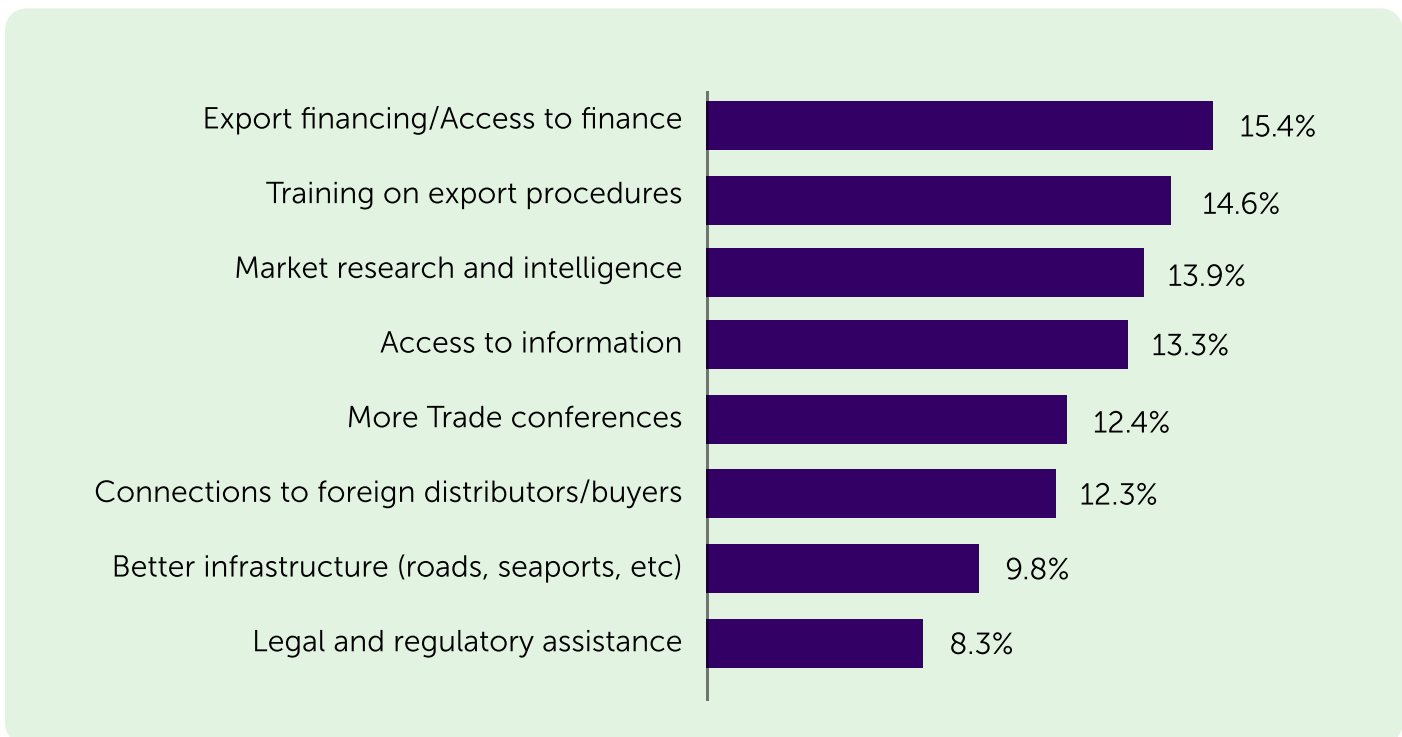 Export financing/Access to finance 15.4%
Training on export procedures 14.6%
Market research and intelligence 13.9%
Access to information 13.3%
More Trade conferences 12.4%
Connections to foreign distributors/buyers 12.3%
Better infrastructure (roads, seaports, etc) 9.8%
Legal and regulatory assistance 8.3%